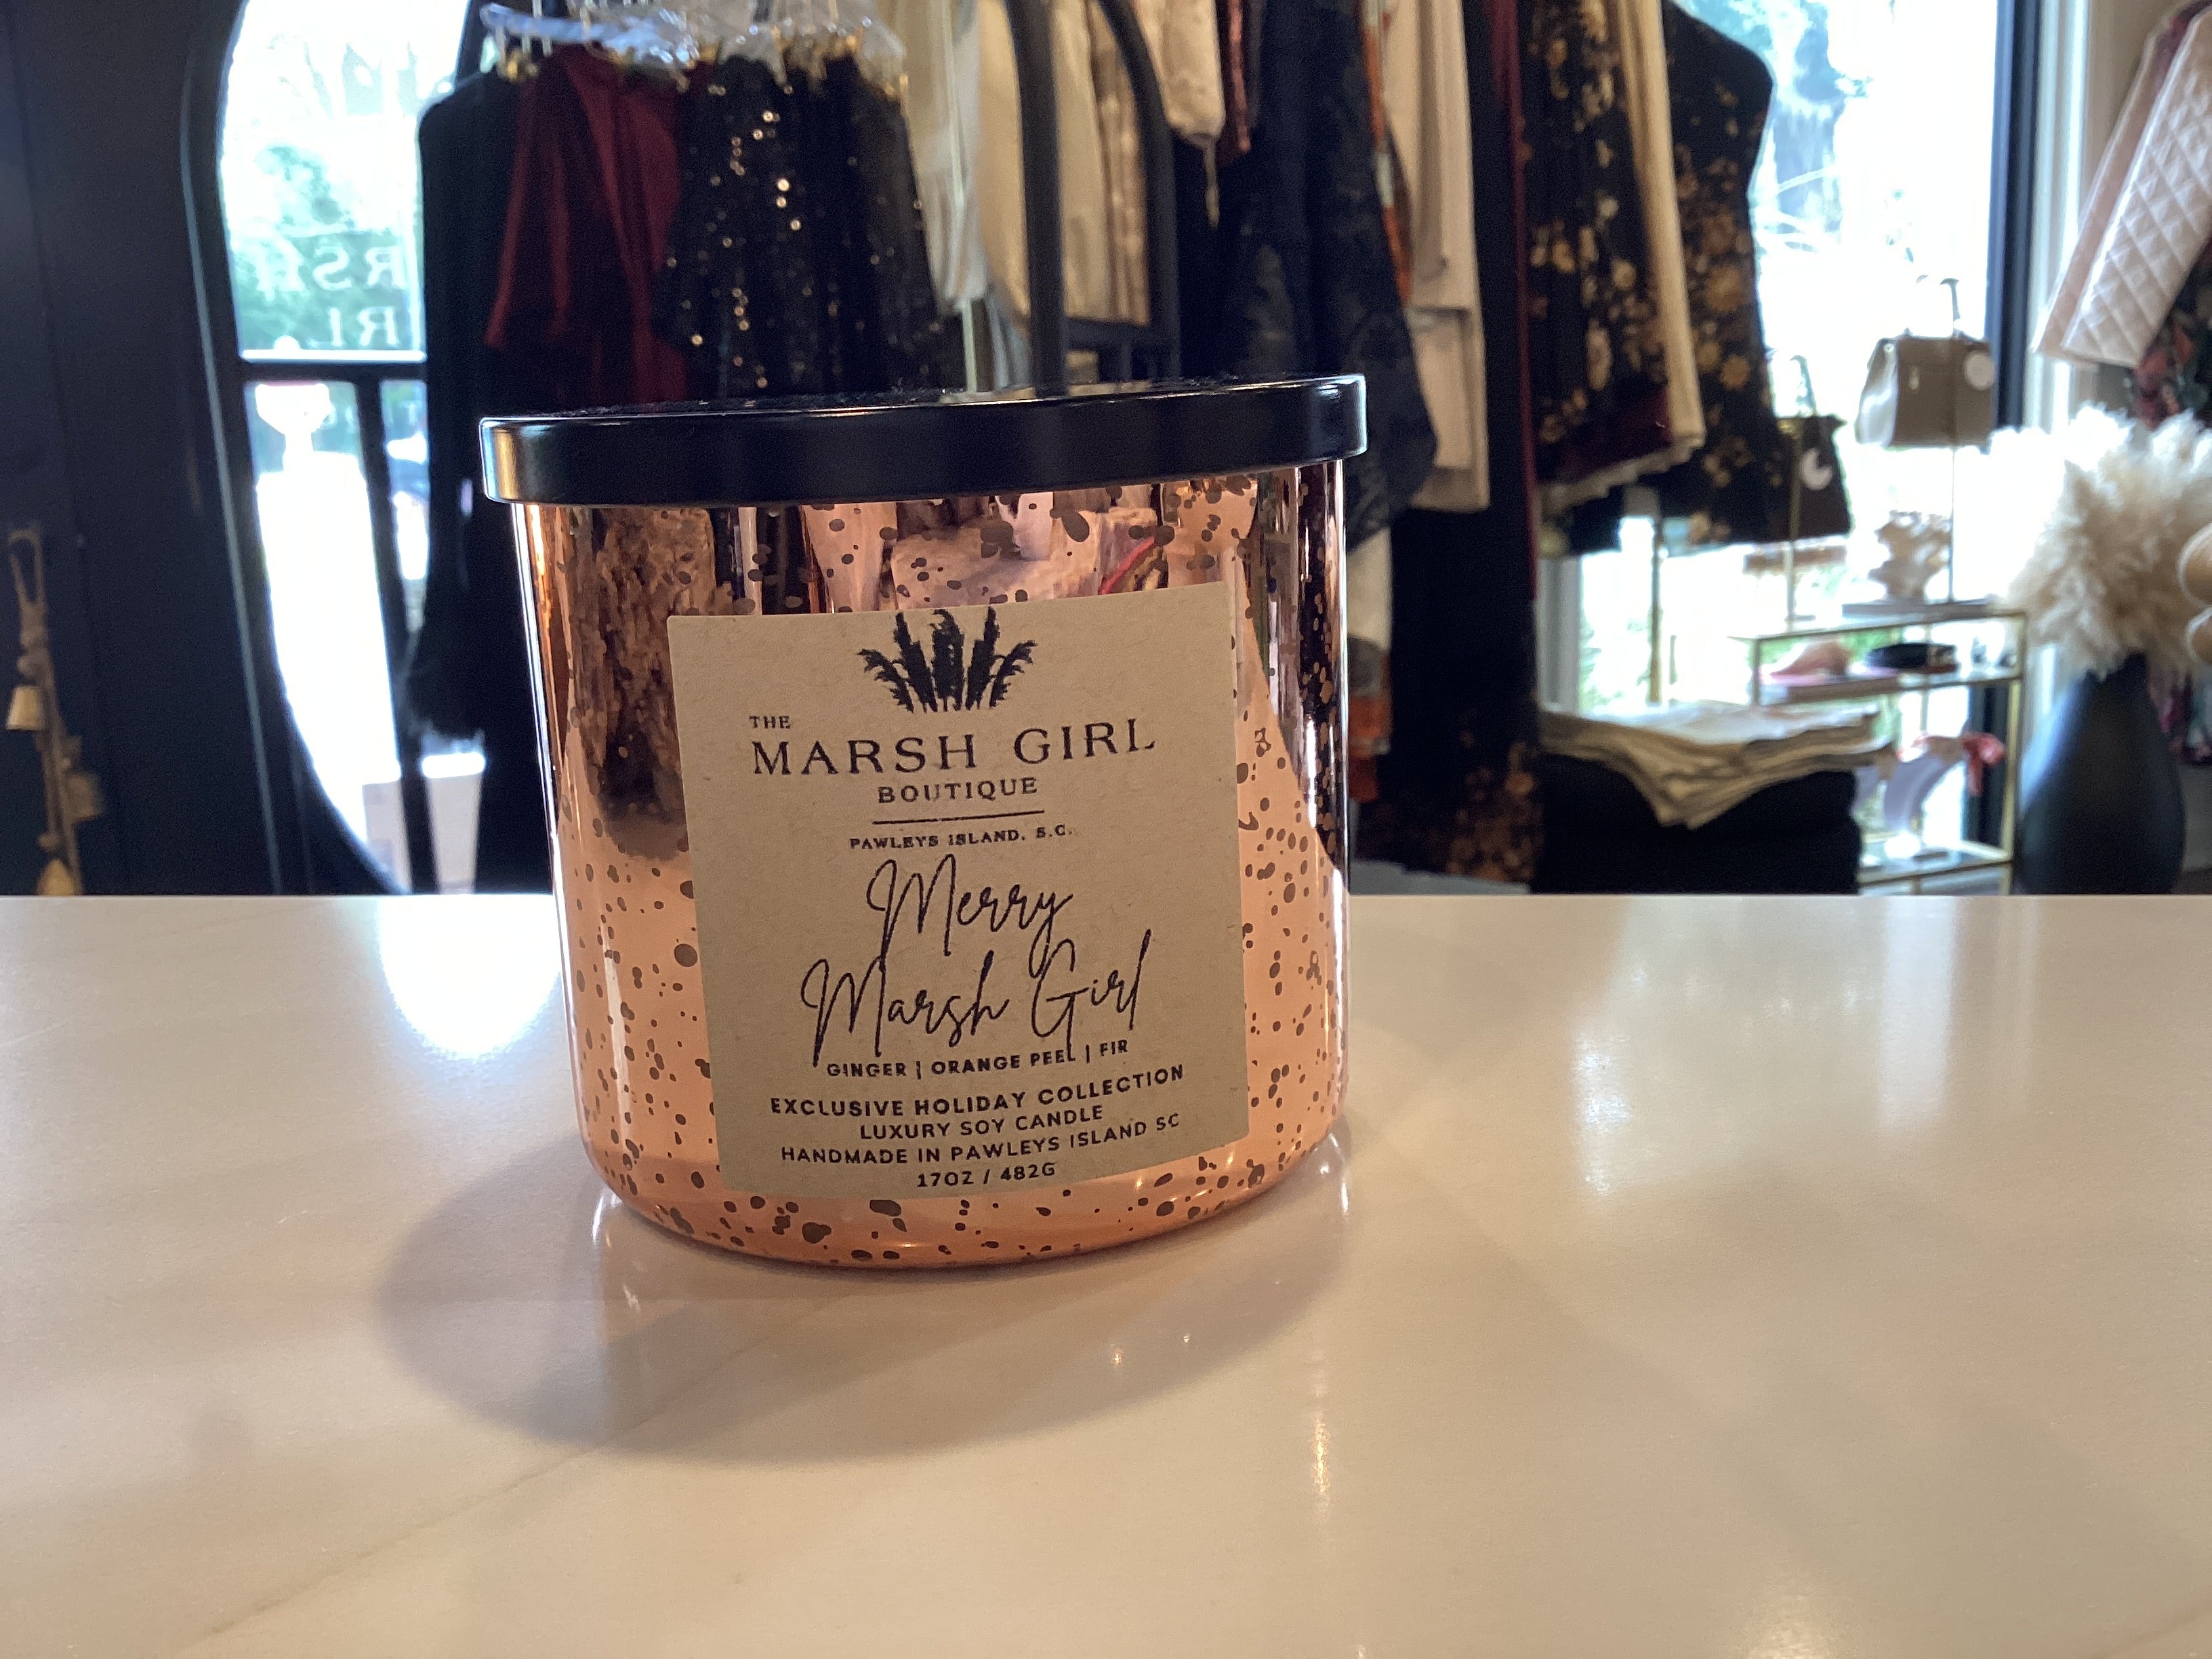 THE
MARSH GIRL
BOUTIQUE
PAWLEYS ISLAND, S.C.
Merry
Marsh Girl
GINGER | ORANGE PEEL | FIR
EXCLUSIVE HOLIDAY COLLECTION
LUXURY SOY CANDLE
HANDMADE IN PAWLEYS ISLAND SC
17OZ / 482G